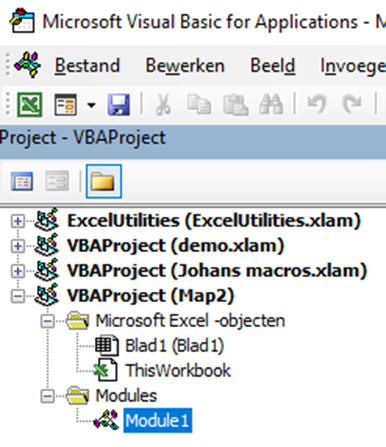 Microsoft Visual Basic for Applications - M
Bestand Bewerken Beeld Invoege
Project - VBAProject
ExcelUtilities (ExcelUtilities.xlam)
VBAProject (demo.xlam)
VBAProject (Johans macros.xlam)
VBAProject (Map2)
Microsoft Excel -objecten
Blad1 (Blad1)
ThisWorkbook
Modules
Module1